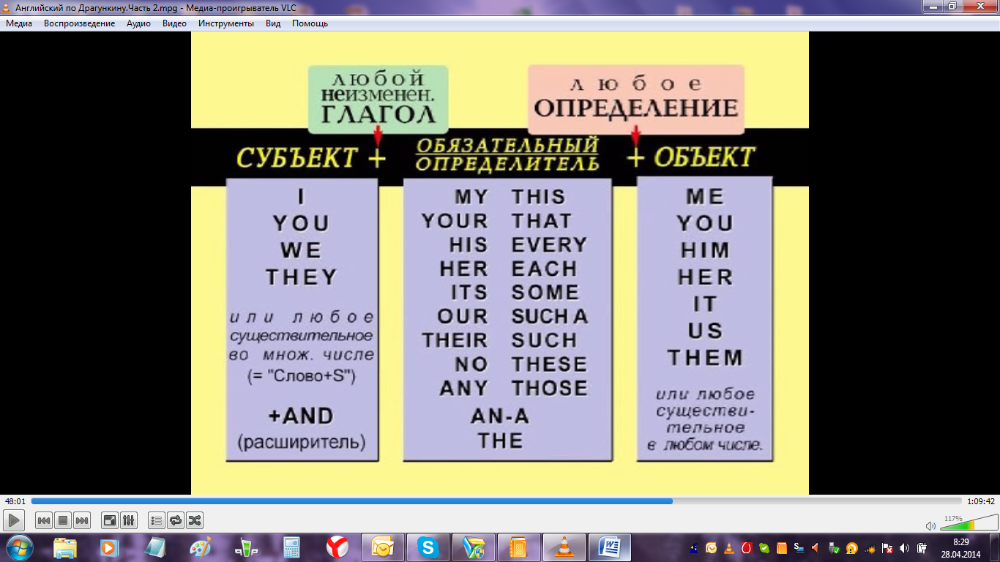 Английский по Драгункину.Часть 2.mpg - Медиа-проигрыватель VLC
Медиа Воспроизведение Аудио Видео Инструменты Вид Помощь
любой
неизменен.
ГЛАГОЛ
любое
ОПРЕДЕЛЕНИЕ
СУБЪЕКТ +
ОБЯЗАТЕЛЬНЫЙ
ОПРЕДЕЛИТЕЛЬ
+ ОБЪЕКТ
I
YOU
WE
THEY
или любое
существительное
во множ. числе
(= "Слово+S")
+AND
(расширитель)
MY THIS
YOUR THAT
HIS EVERY
HER EACH
ITS SOME
OUR SUCH A
THEIR SUCH
NO THESE
ANY THOSE
AN-A
THE
ME
YOU
HIM
HER
IT
US
THEM
или любое
существи-
тельное
в любом числе.
48:01
1:09:42
117%
8:29
28.04.2014